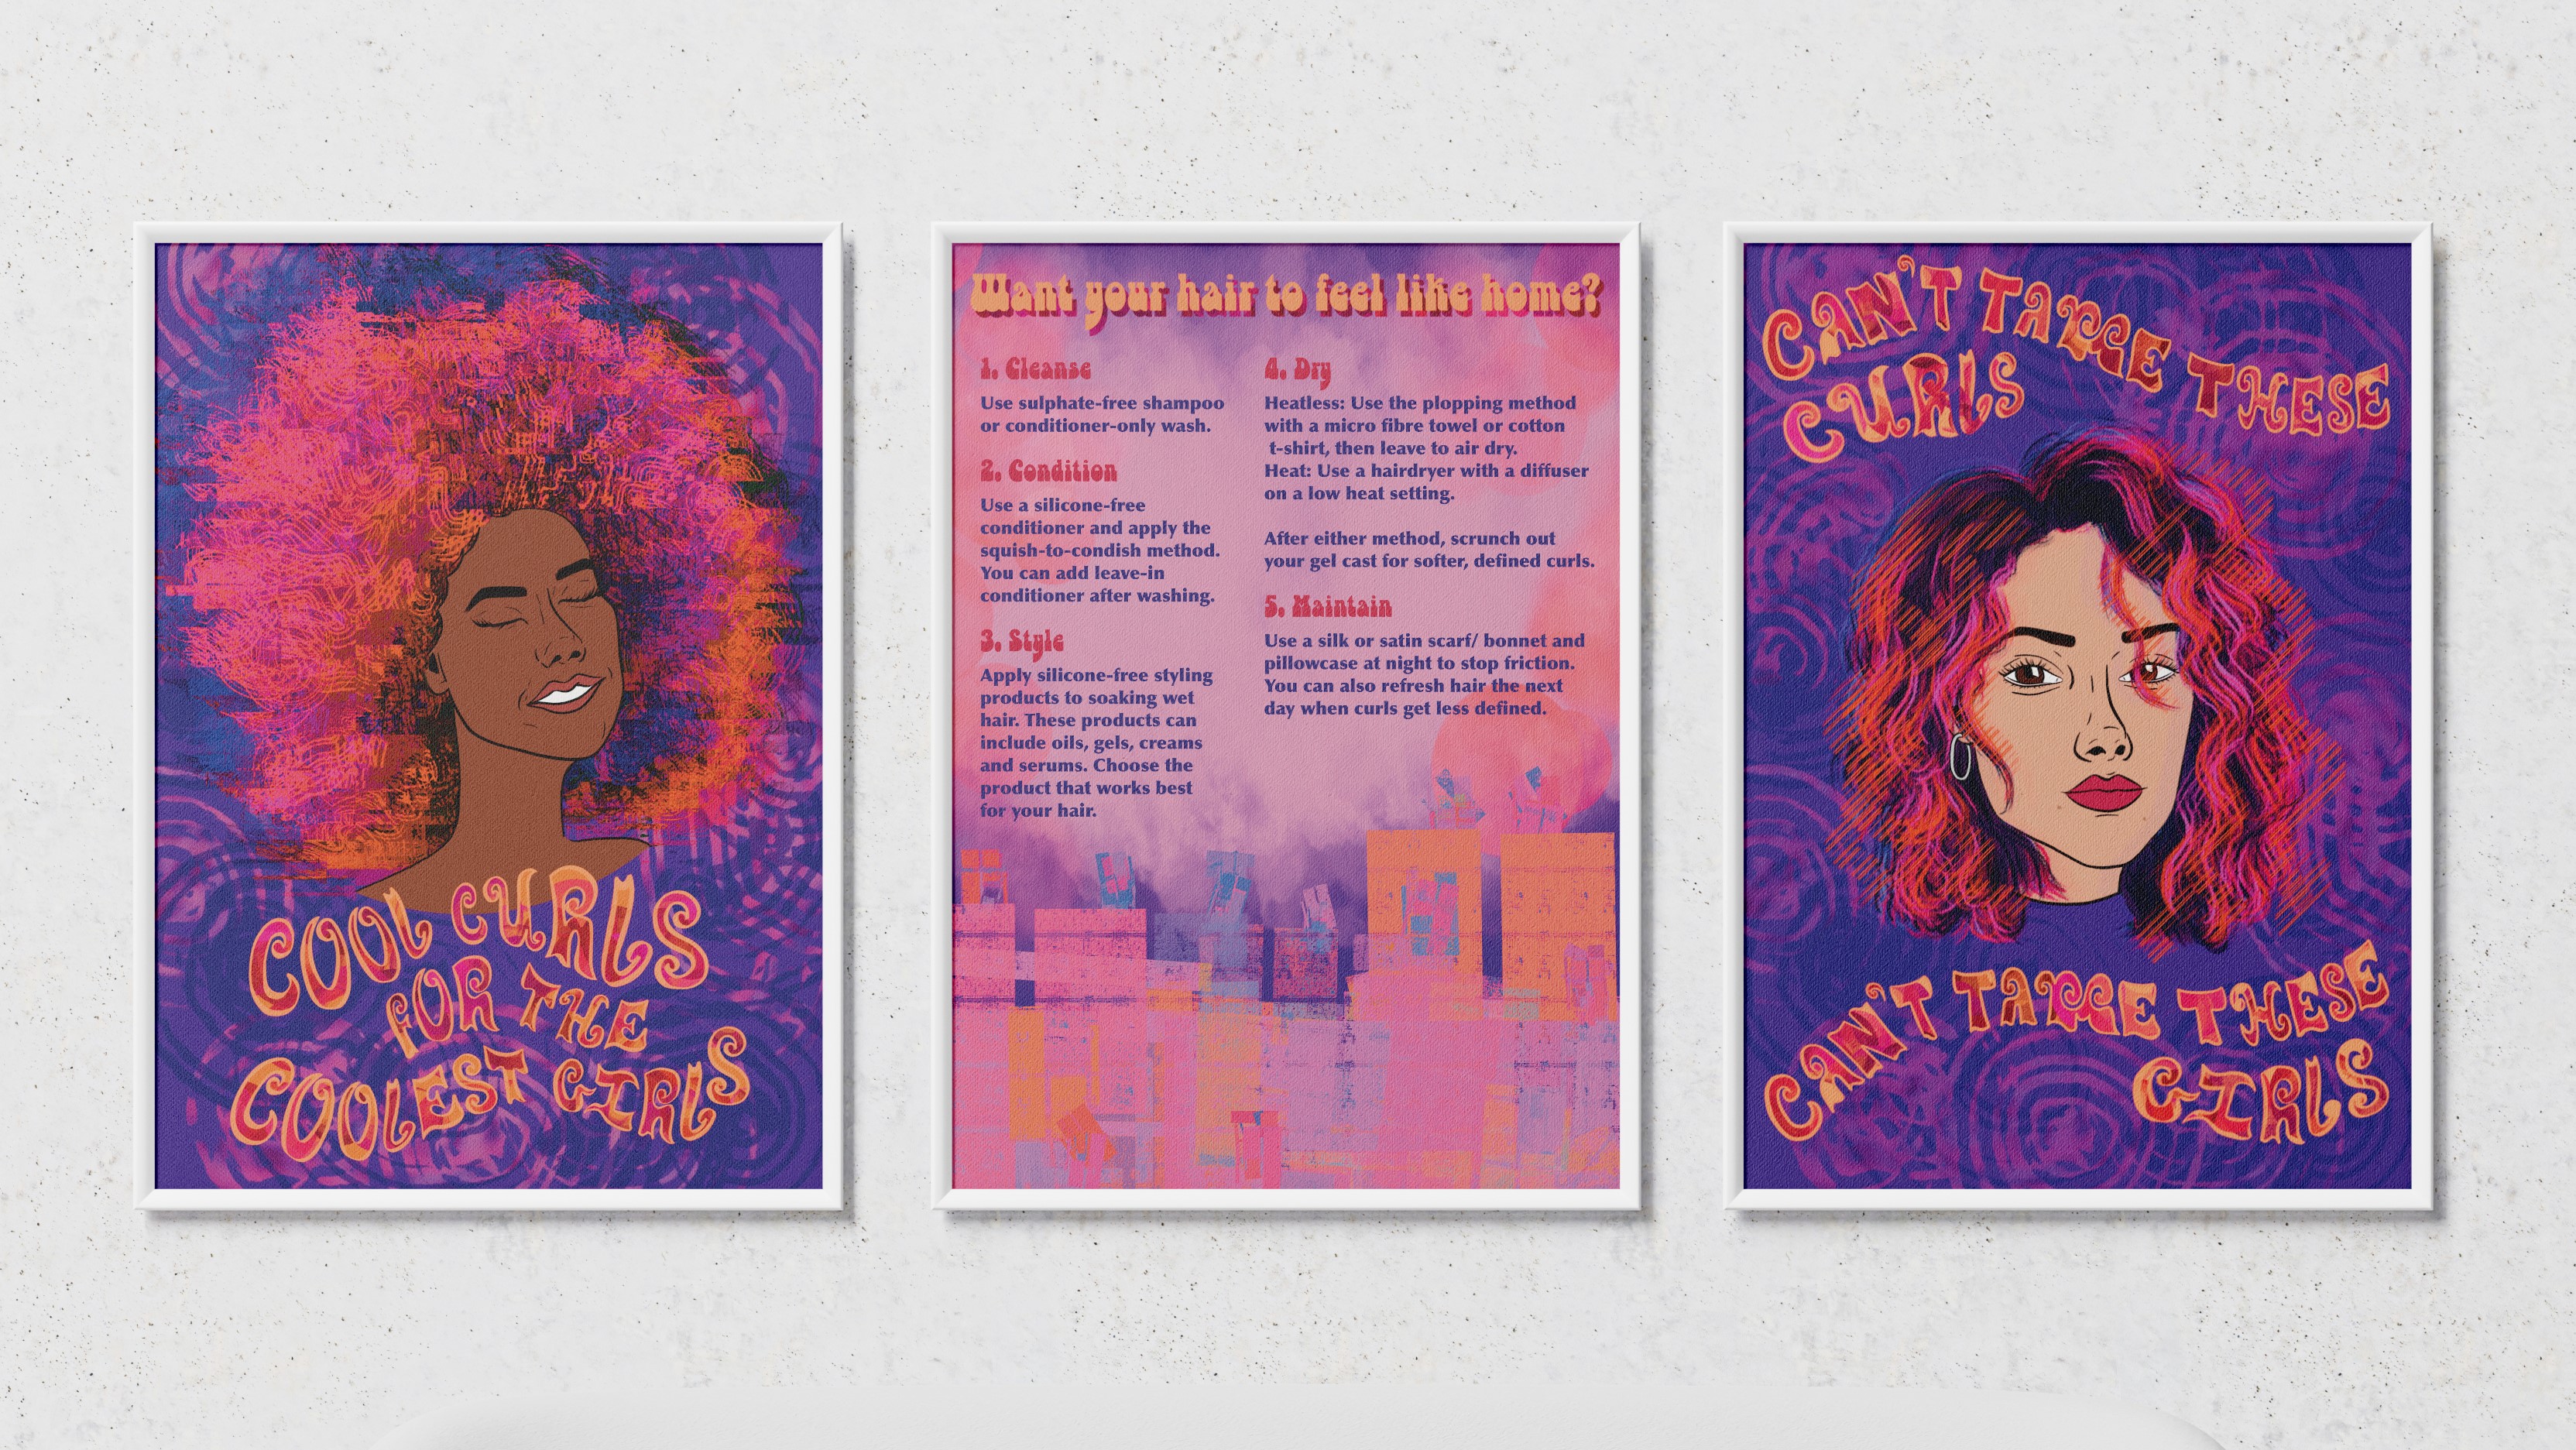 COOL CURLS
FOR THE
COOLEST GIRLS
Want your hair to feel like home?
1. Cleanse
Use sulphate-free shampoo
or conditioner-only wash.
2. Condition
Use a silicone-free
conditioner and apply the
squish-to-condish method.
You can add leave-in
conditioner after washing.
3. Style
Apply silicone-free styling
products to soaking wet
hair. These products can
include oils, gels, creams
and serums. Choose the
product that works best
for your hair.
4. Dry
Heatless: Use the plopping method
with a micro fibre towel or cotton
t-shirt, then leave to air dry.
Heat: Use a hairdryer with a diffuser
on a low heat setting.
After either method, scrunch out
your gel cast for softer, defined curls.
5. Maintain
Use a silk or satin scarf/ bonnet and
pillowcase at night to stop friction.
You can also refresh hair the next
day when curls get less defined.
CAN'T TAME THESE
CURLS
CAN'T TAME THESE
GIRLS